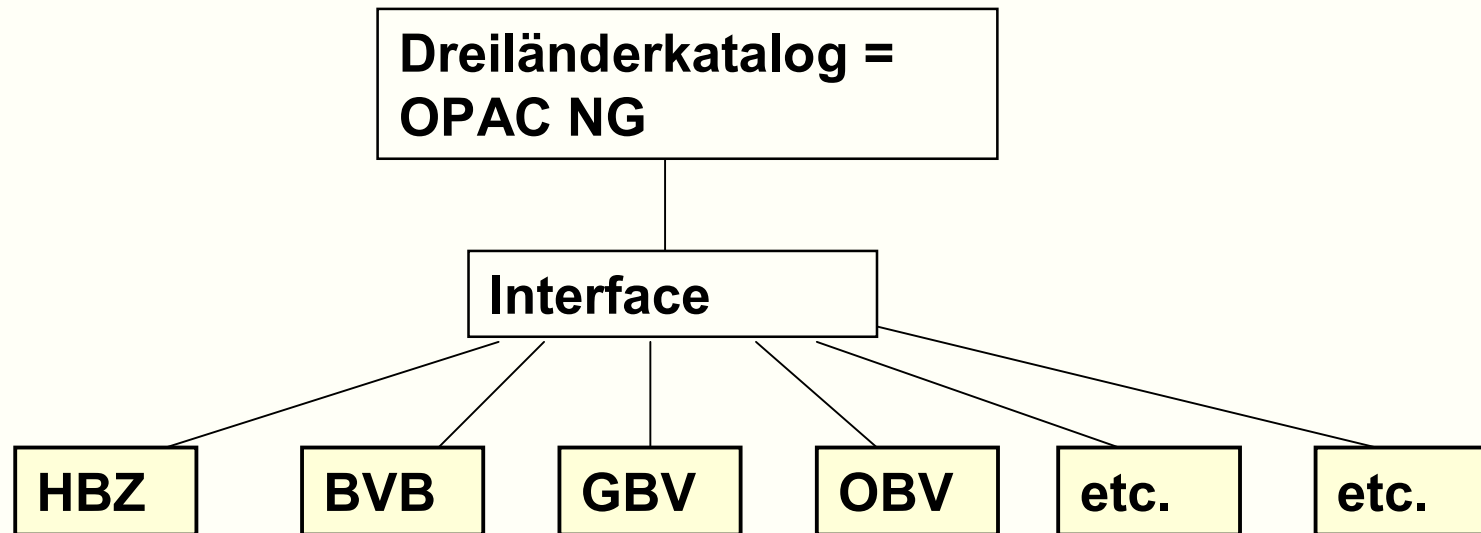 Dreiländerkatalog =
OPAC NG
Interface
HBZ
BVB
GBV
OBV
etc.
etc.